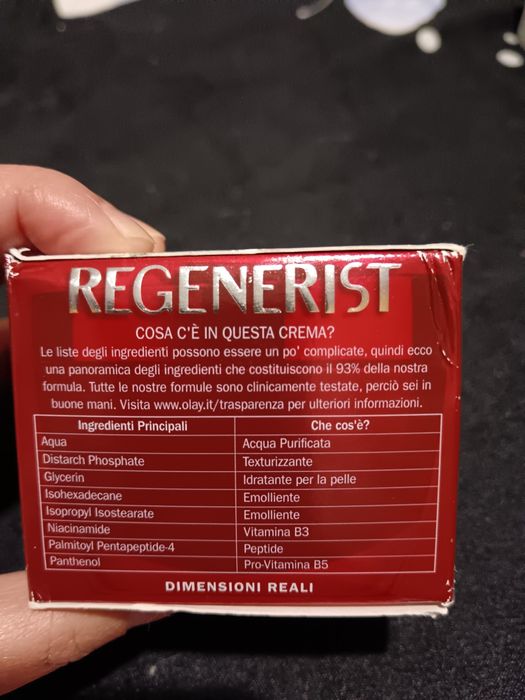 REGENERIST
COSA C'È IN QUESTA CREMA?
Le liste degli ingredienti possono essere un po' complicate, quindi ecco
una panoramica degli ingredienti che costituiscono il 93% della nostra
formula. Tutte le nostre formule sono clinicamente testate, perciò sei in
buone mani. Visita www.olay.it/trasparenza per ulteriori informazioni.
Ingredienti Principali Che cos'è?
Aqua Acqua Purificata
Distarch Phosphate Texturizzante
Glycerin Idratante per la pelle
Isohexadecane Emolliente
Isopropyl Isostearate Emolliente
Niacinamide Vitamina B3
Palmitoyl Pentapeptide-4 Peptide
Panthenol Pro-Vitamina B5
DIMENSIONI REALI